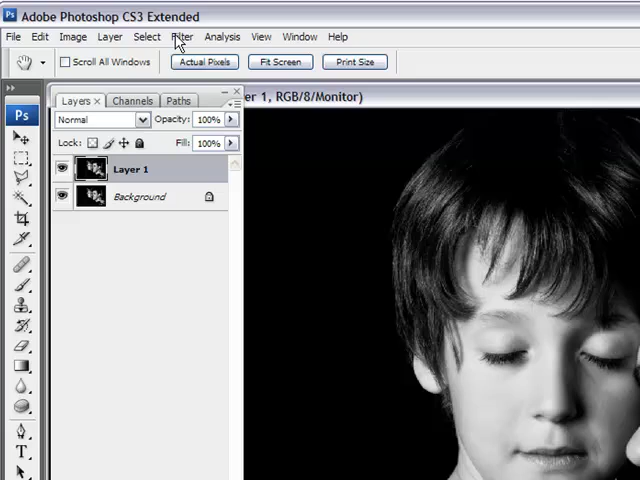 Ps Adobe Photoshop CS3 Extended
File Edit Image Layer Select Filter Analysis View Window Help
Scroll All Windows Actual Pixels Fit Screen Print Size
Ps
Layers x Channels Paths
er 1, RGB/8/Monitor)
Normal Opacity: 100%
Lock: Fill: 100%
Layer 1
Background
T